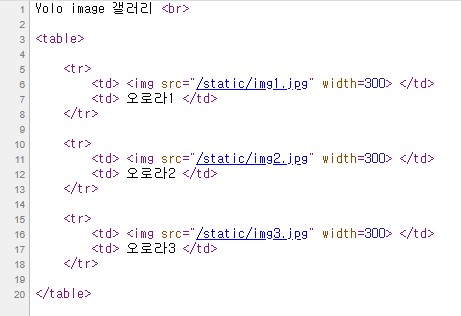 1 Yolo image 갤러리 <br>
2
3 <table>
4
5 <tr>
6 <td> <img src="/static/img1.jpg" width=300> </td>
7 <td> 오로라1 </td>
8 </tr>
9
10 <tr>
11 <td> <img src="/static/img2.jpg" width=300> </td>
12 <td> 오로라2 </td>
13 </tr>
14
15 <tr>
16 <td> <img src="/static/img3.jpg" width=300> </td>
17 <td> 오로라3 </td>
18 </tr>
19
20 </table>